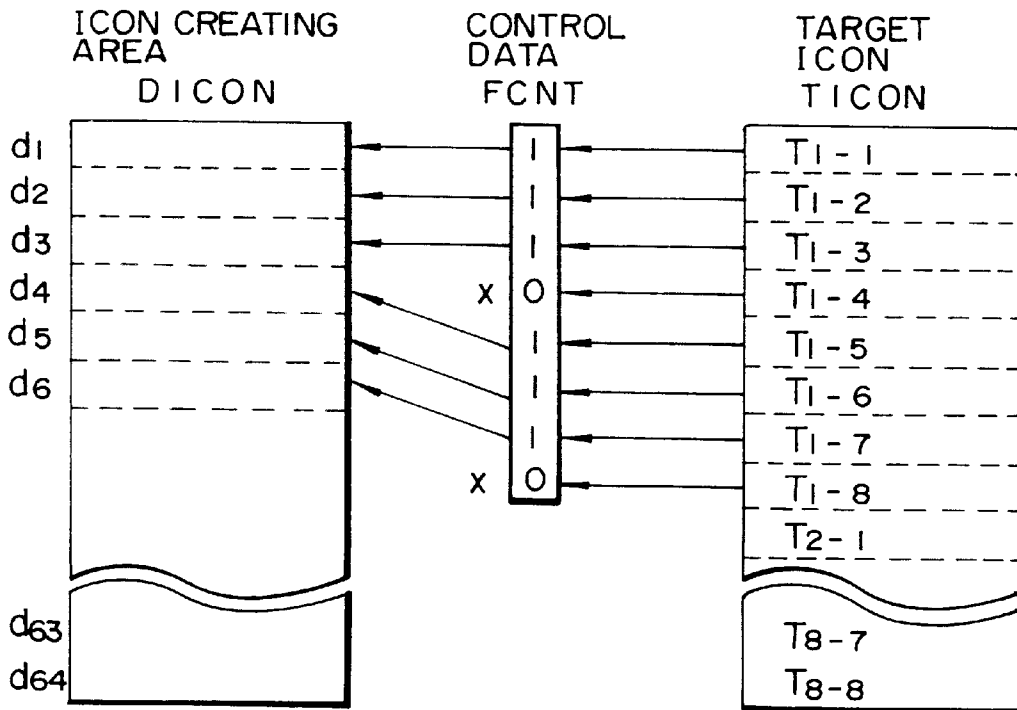 ICON CREATING
AREA
DICON
CONTROL
DATA
FCNT
TARGET
ICON
TICON
d1
d2
d3
d4
d5
d6
d63
d64
1
1
1
x 0
1
1
1
x 0
T1-1
T1-2
T1-3
T1-4
T1-5
T1-6
T1-7
T1-8
T2-1
T8-7
T8-8